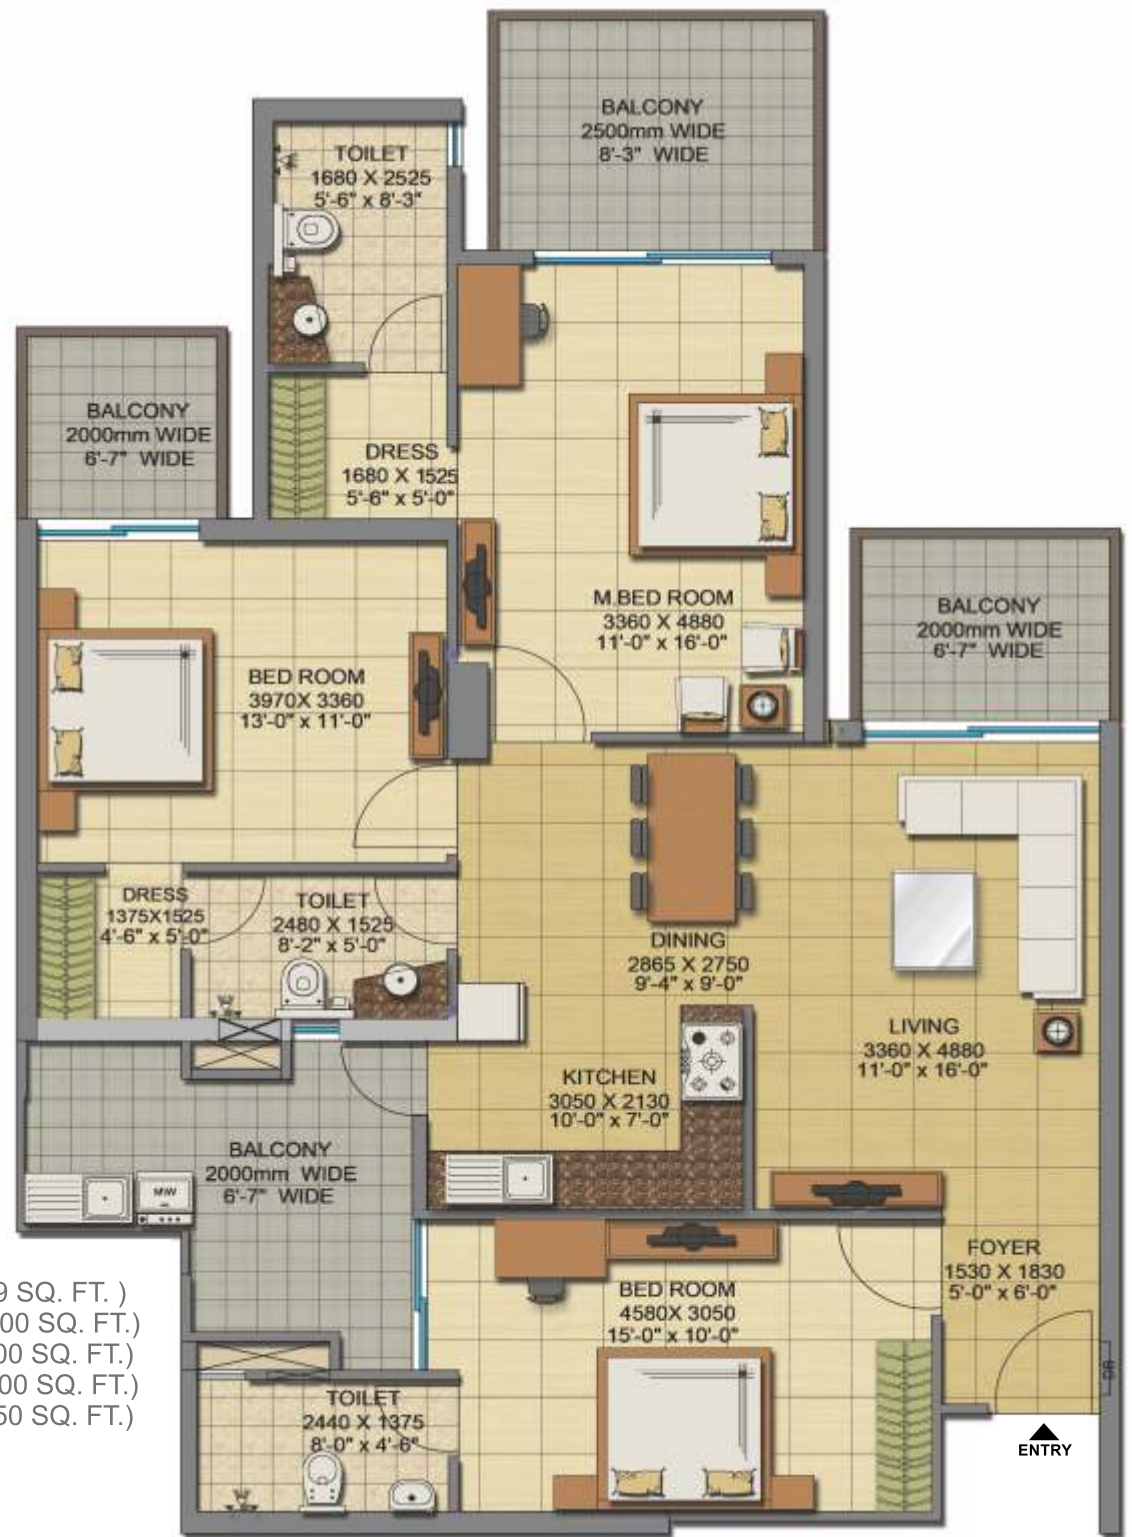 BALCONY
2500mm WIDE
8'-3" WIDE
TOILET
1680 X 2525
5'-6" x 8'-3"
BALCONY
2000mm WIDE
6'-7" WIDE
DRESS
1680 X 1525
5'-6" x 5'-0"
M.BED ROOM
3360 X 4880
11'-0" x 16'-0"
BALCONY
2000mm WIDE
6'-7" WIDE
BED ROOM
3970X 3360
13'-0" x 11'-0"
DRESS
1375X1525
4'-6" x 5'-0"
TOILET
2480 X 1525
8'-2" x 5'-0"
DINING
2865 X 2750
9'-4" x 9'-0"
LIVING
3360 X 4880
11'-0" x 16'-0"
KITCHEN
3050 X 2130
10'-0" x 7'-0"
BALCONY
2000mm WIDE
6'-7" WIDE
MW
FOYER
1530 X 1830
5'-0" x 6'-0"
BED ROOM
4580X 3050
15'-0" x 10'-0"
9 SQ. FT. )
00 SQ. FT.)
00 SQ. FT.)
00 SQ. FT.)
50 SQ. FT.)
TOILET
2440 X 1375
8'-0" x 4'-6"
DB
ENTRY